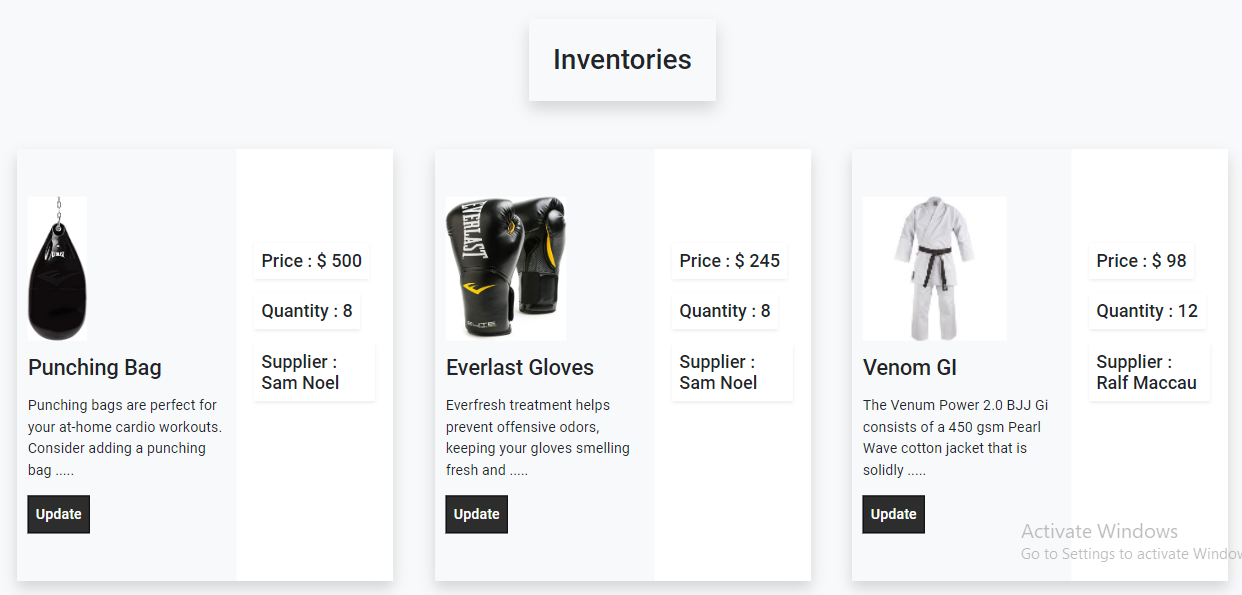 Inventories
EVERLAST
Punching Bag
Punching bags are perfect for
your at-home cardio workouts.
Consider adding a punching
bag .....
Update
Price : $ 500
Quantity : 8
Supplier :
Sam Noel
Everlast Gloves
Everfresh treatment helps
prevent offensive odors,
keeping your gloves smelling
fresh and .....
Update
Price : $ 245
Quantity : 8
Supplier :
Sam Noel
Venom GI
The Venum Power 2.0 BJJ Gi
consists of a 450 gsm Pearl
Wave cotton jacket that is
solidly .....
Update
Price : $ 98
Quantity : 12
Supplier :
Ralf Maccau
Activate Windows
Go to Settings to activate Window